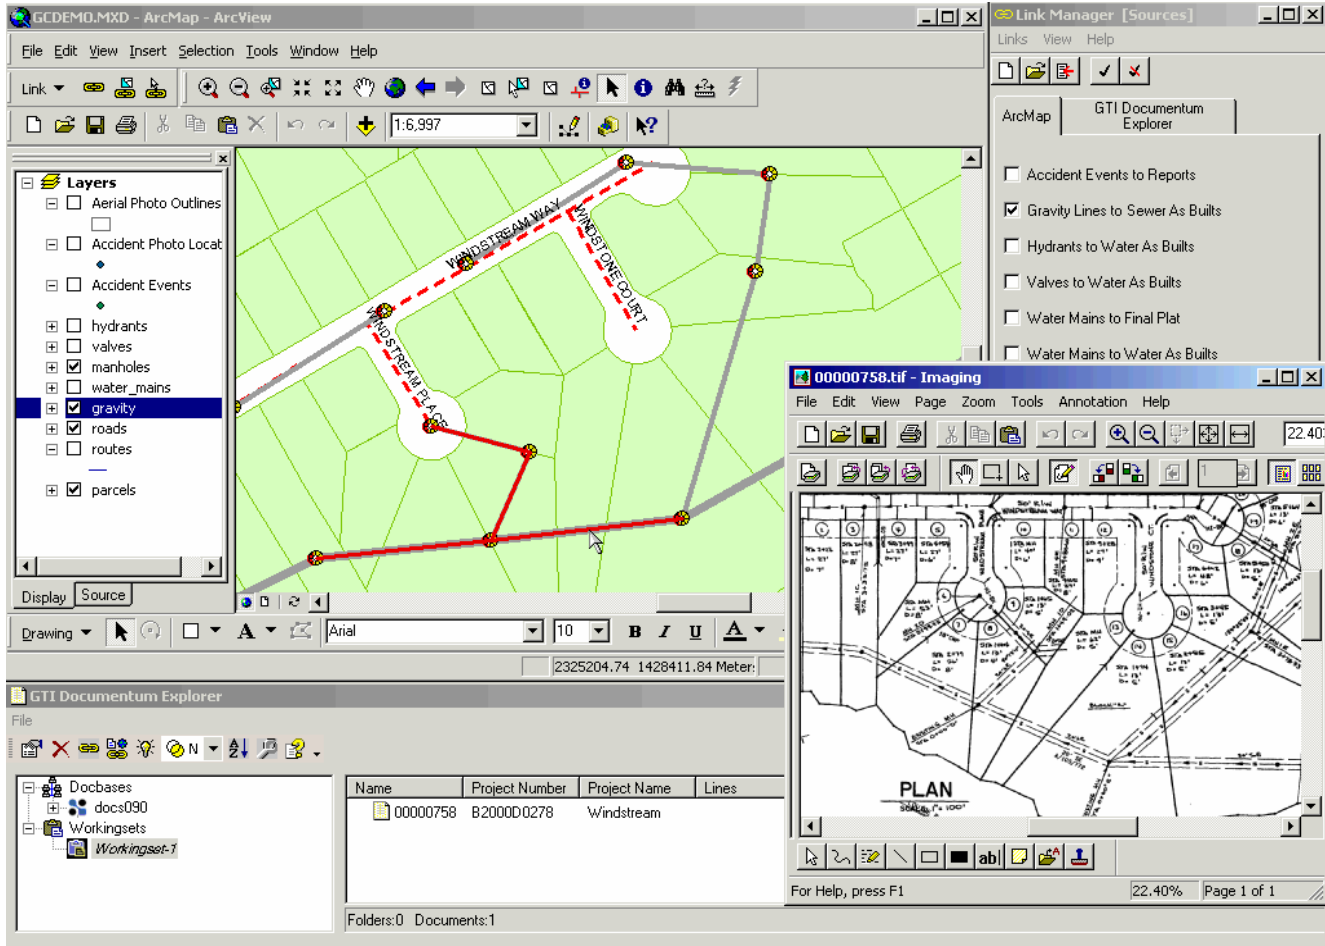 GCDEMO.MXD - ArcMap - ArcView
File Edit View Insert Selection Tools Window Help
Link
1:6,997
Layers
Aerial Photo Outlines
Accident Photo Locat
Accident Events
hydrants
valves
manholes
water_mains
gravity
roads
routes
parcels
Display Source
WINDSTREAM WAY
WINDSTONE COURT
WINDSTREAM PLACE
Drawing A Arial 10 B I U A
2325204.74 1428411.84 Meter:
Link Manager [Sources]
Links View Help
ArcMap
GTI Documentum
Explorer
Accident Events to Reports
Gravity Lines to Sewer As Builts
Hydrants to Water As Builts
Valves to Water As Builts
Water Mains to Final Plat
Water Mains to Water As Builts
00000758.tif - Imaging
File Edit View Page Zoom Tools Annotation Help
22.40
1
PLAN
SCALE 1"= 100'
ab
For Help, press F1
22.40% Page 1 of 1
GTI Documentum Explorer
File
N
Docbases
docs090
Workingsets
Workingset-1
Name Project Number Project Name Lines
00000758 B2000D0278 Windstream
Folders:0 Documents:1